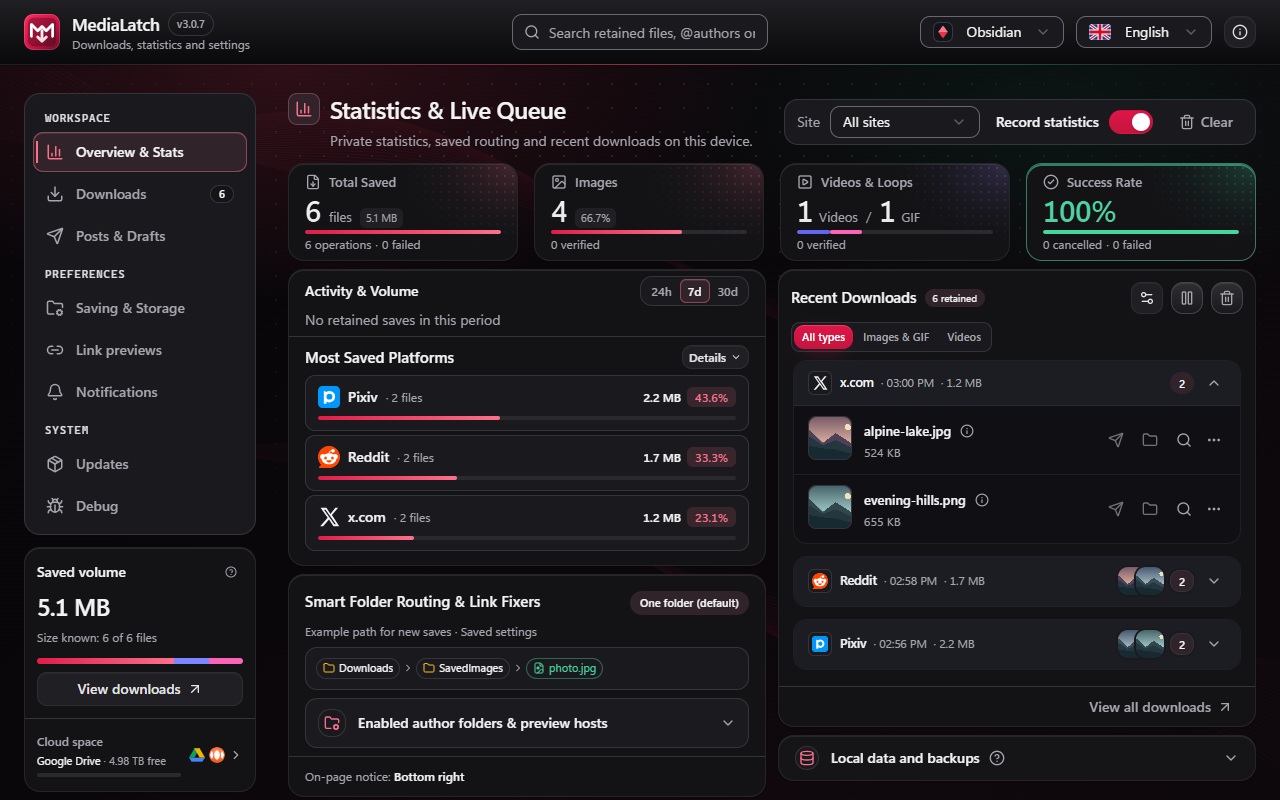 MediaLatch v3.0.7
Downloads, statistics and settings
Search retained files, @authors or
Obsidian
English
WORKSPACE
Overview & Stats
Downloads 6
Posts & Drafts
PREFERENCES
Saving & Storage
Link previews
Notifications
SYSTEM
Updates
Debug
Saved volume
5.1 MB
Size known: 6 of 6 files
View downloads
Cloud space
Google Drive · 4.98 TB free
Statistics & Live Queue
Private statistics, saved routing and recent downloads on this device.
Site All sites Record statistics Clear
Total Saved
6 files 5.1 MB
6 operations · 0 failed
Images
4 66.7%
0 verified
Videos & Loops
1 Videos / 1 GIF
0 verified
Success Rate
100%
0 cancelled · 0 failed
Activity & Volume 24h 7d 30d
No retained saves in this period
Most Saved Platforms Details
Pixiv · 2 files 2.2 MB 43.6%
Reddit · 2 files 1.7 MB 33.3%
x.com · 2 files 1.2 MB 23.1%
Smart Folder Routing & Link Fixers One folder (default)
Example path for new saves · Saved settings
Downloads > SavedImages > photo.jpg
Enabled author folders & preview hosts
On-page notice: Bottom right
Recent Downloads 6 retained
All types Images & GIF Videos
x.com · 03:00 PM · 1.2 MB 2
alpine-lake.jpg
524 KB
evening-hills.png
655 KB
Reddit · 02:58 PM · 1.7 MB 2
Pixiv · 02:56 PM · 2.2 MB 2
View all downloads
Local data and backups